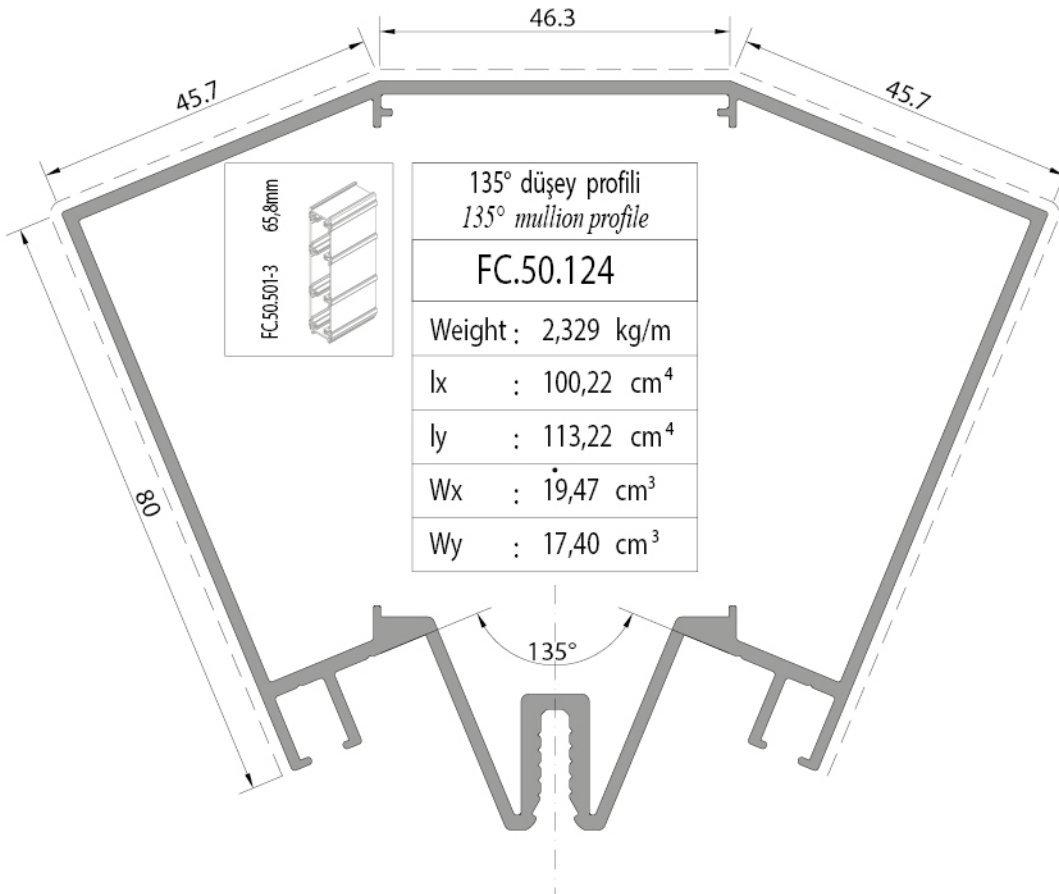 46.3
45.7
45.7
80
FC.50.501-3 65,8mm
135° düşey profili
135° mullion profile
FC.50.124
Weight : 2,329 kg/m
Ix : 100,22 cm⁴
Iy : 113,22 cm⁴
Wx : 19,47 cm³
Wy : 17,40 cm³
135°